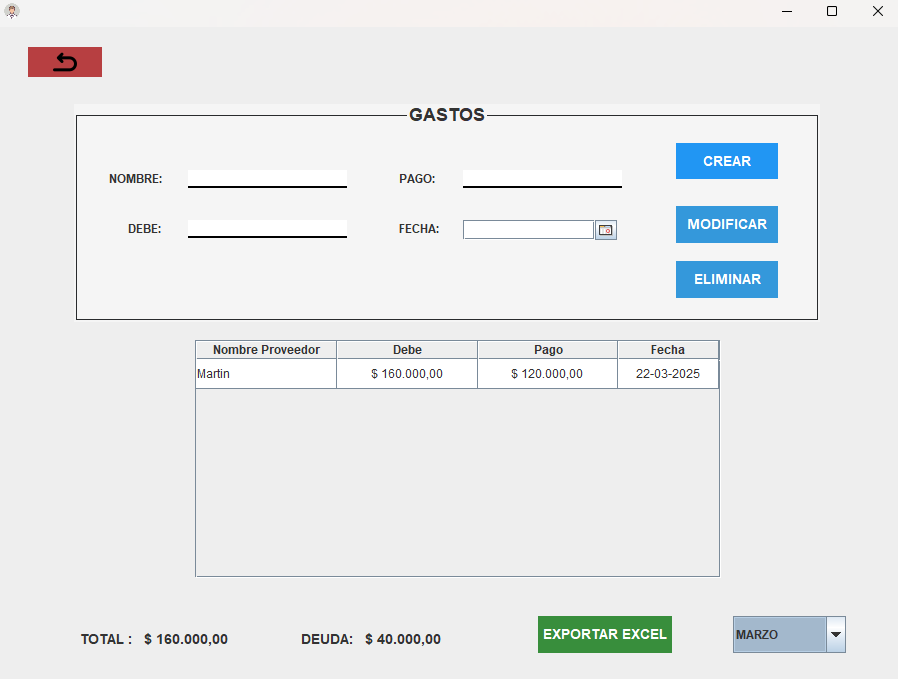 GASTOS
NOMBRE:
PAGO:
CREAR
DEBE:
FECHA:
MODIFICAR
ELIMINAR
Nombre Proveedor Debe Pago Fecha
Martin $ 160.000,00 $ 120.000,00 22-03-2025
TOTAL : $ 160.000,00 DEUDA: $ 40.000,00 EXPORTAR EXCEL MARZO